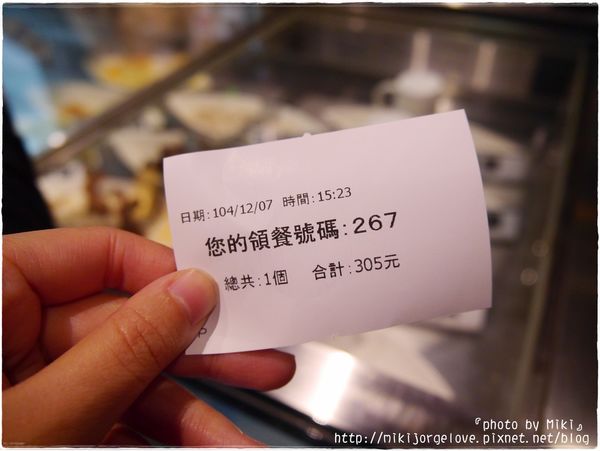 日期:104/12/07 時間:15:23
您的領餐號碼:267
總共:1個 合計:305元
『photo by Miki』
http://mikijorgelove.pixnet.net/blog